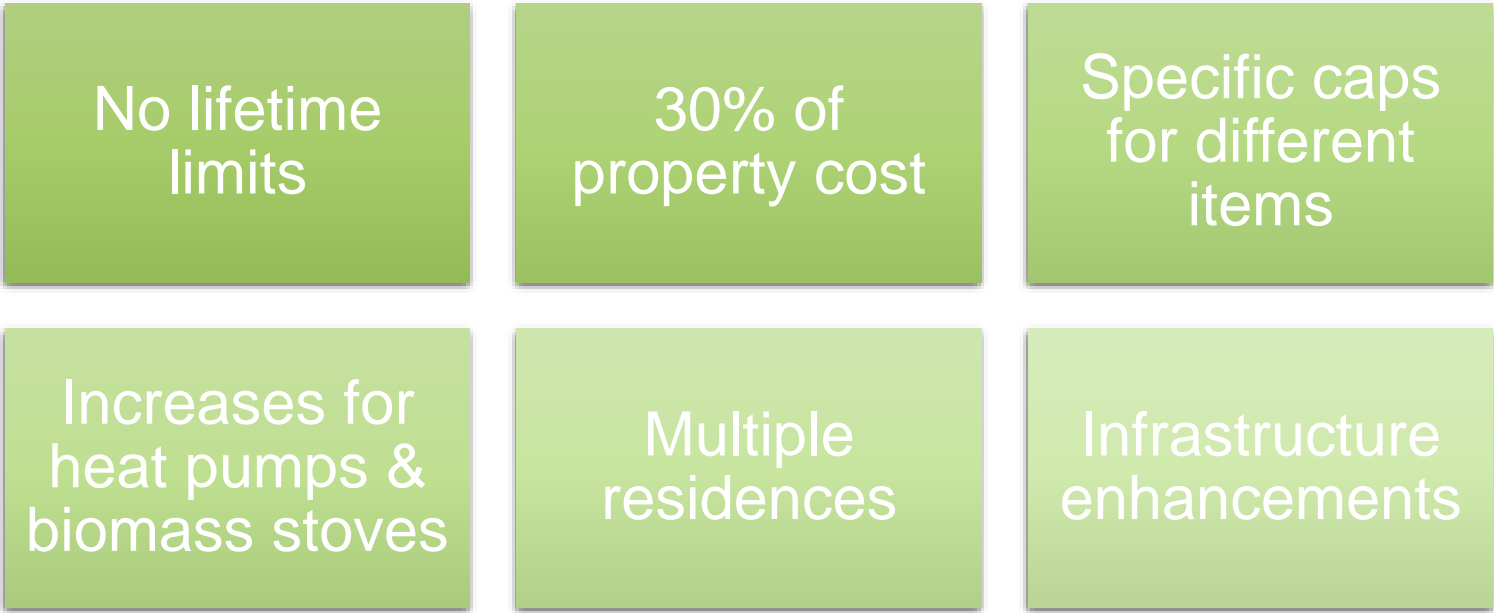 No lifetime
limits
30% of
property cost
Specific caps
for different
items
Increases for
heat pumps &
biomass stoves
Multiple
residences
Infrastructure
enhancements